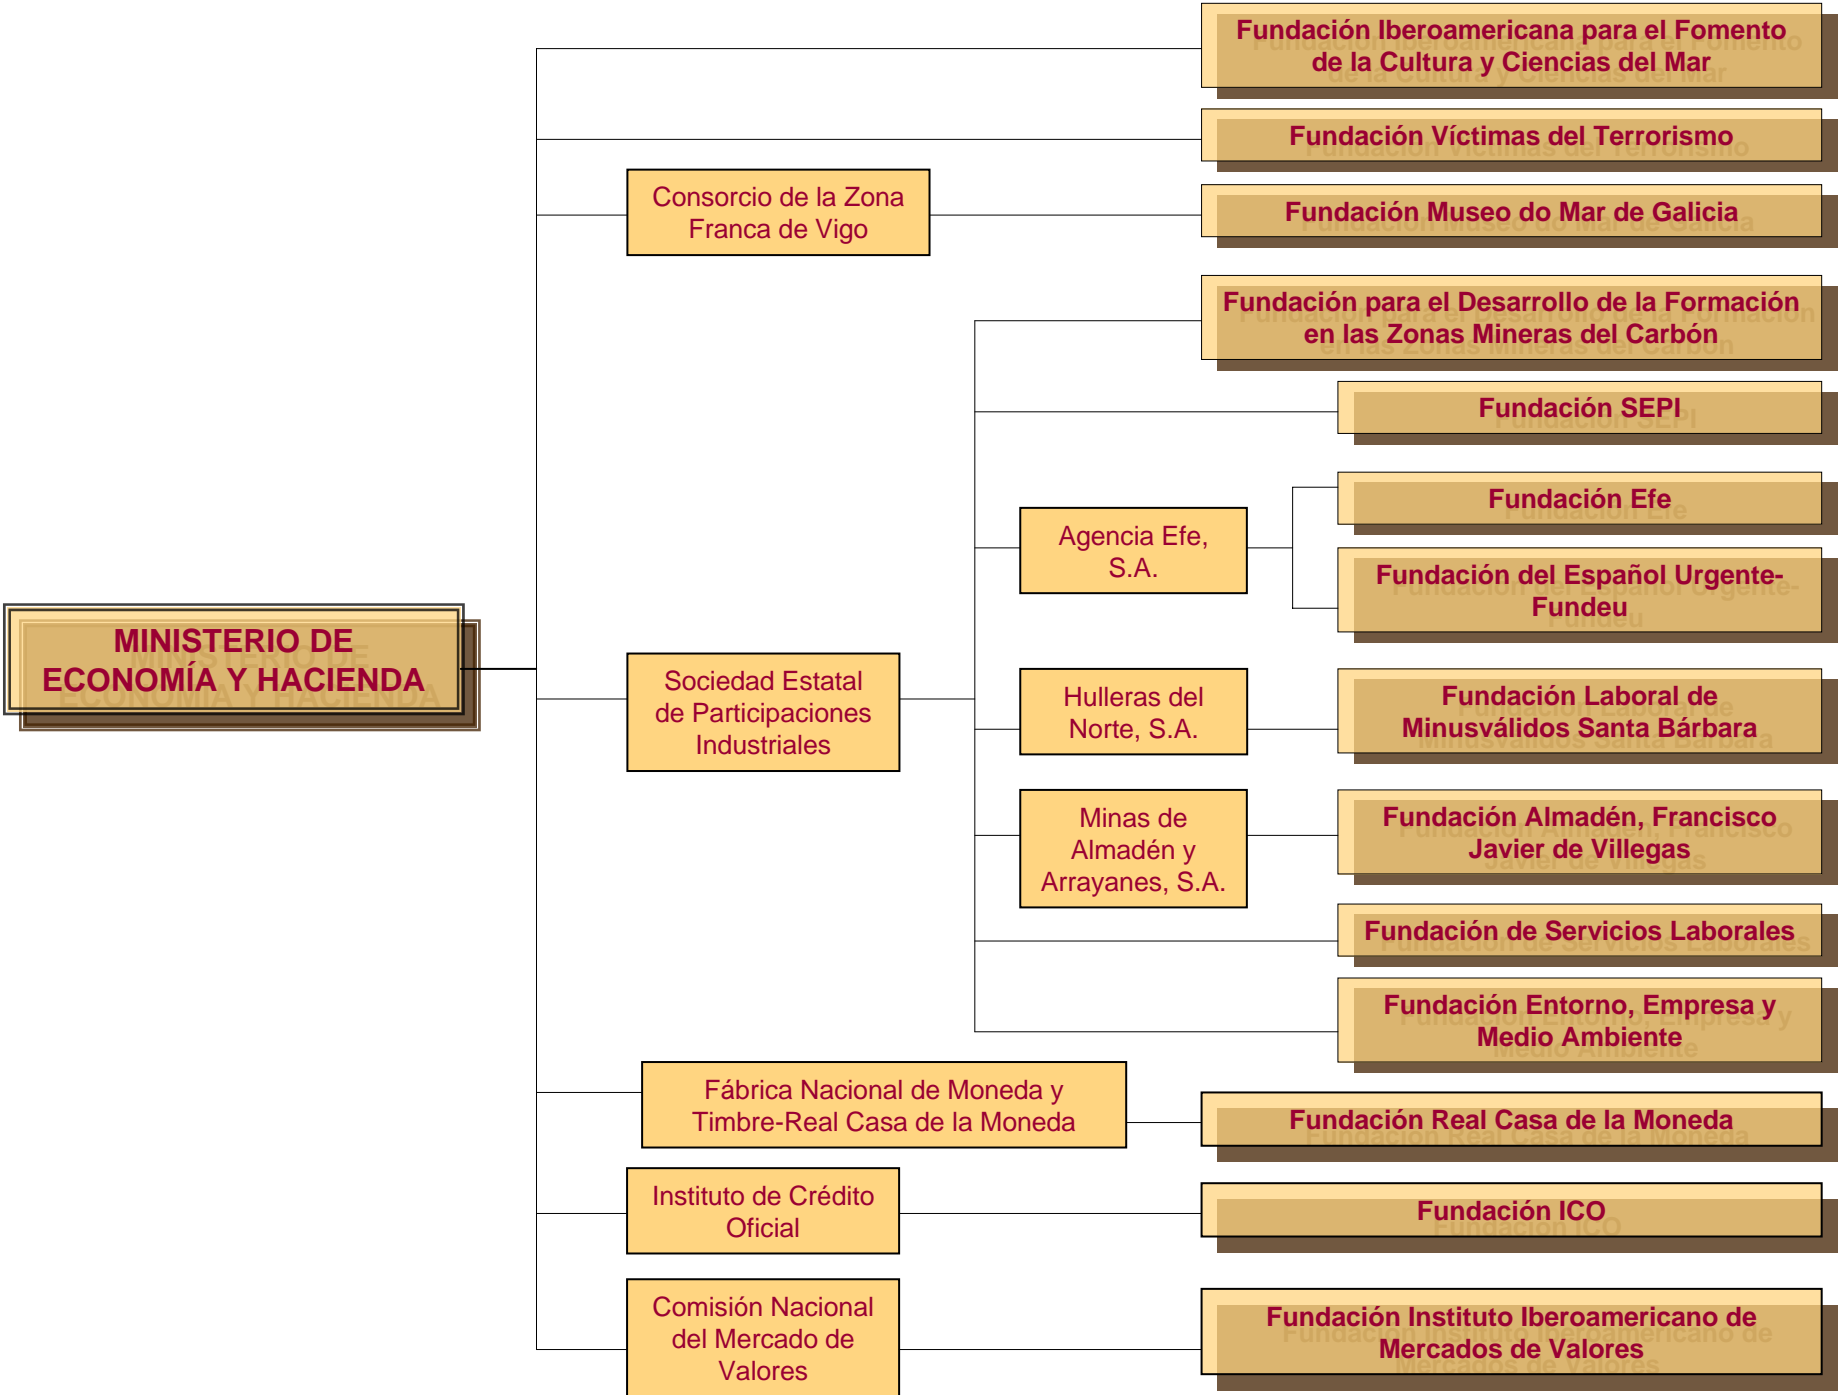 Fundación Iberoamericana para el Fomento
de la Cultura y Ciencias del Mar
Fundación Víctimas del Terrorismo
Consorcio de la Zona
Franca de Vigo
Fundación Museo do Mar de Galicia
Fundación para el Desarrollo de la Formación
en las Zonas Mineras del Carbón
Fundación SEPI
Agencia Efe,
S.A.
Fundación Efe
Fundación del Español Urgente-
Fundeu
MINISTERIO DE
ECONOMÍA Y HACIENDA
Sociedad Estatal
de Participaciones
Industriales
Hulleras del
Norte, S.A.
Fundación Laboral de
Minusválidos Santa Bárbara
Minas de
Almadén y
Arrayanes, S.A.
Fundación Almadén, Francisco
Javier de Villegas
Fundación de Servicios Laborales
Fundación Entorno, Empresa y
Medio Ambiente
Fábrica Nacional de Moneda y
Timbre-Real Casa de la Moneda
Fundación Real Casa de la Moneda
Instituto de Crédito
Oficial
Fundación ICO
Comisión Nacional
del Mercado de
Valores
Fundación Instituto Iberoamericano de
Mercados de Valores